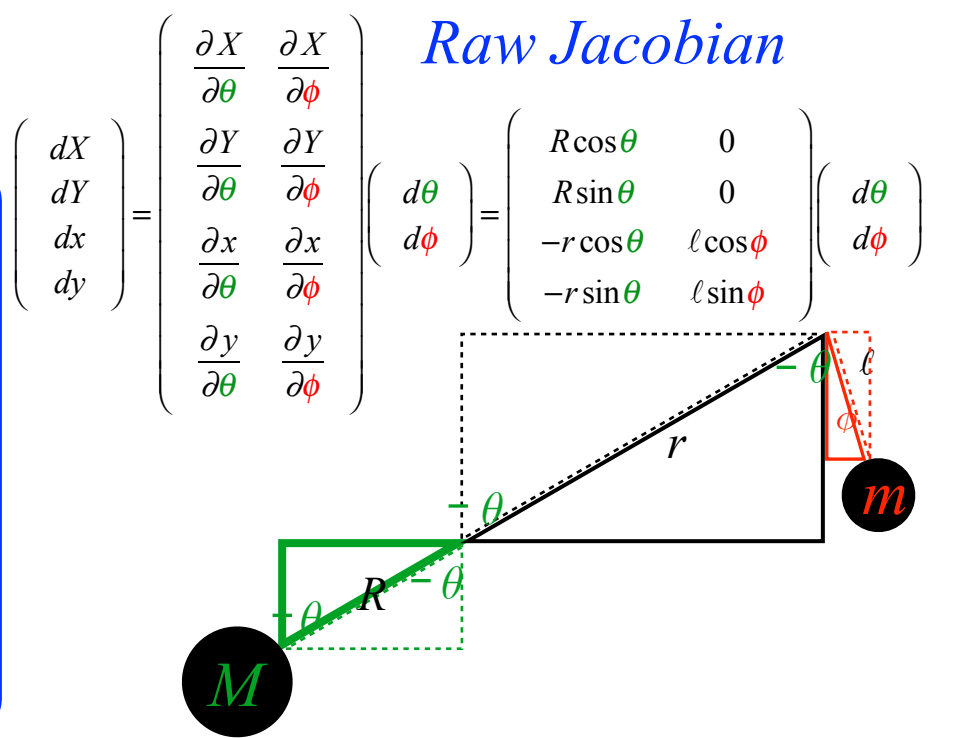 Raw Jacobian
( dX dY dx dy ) = ( ∂X/∂θ ∂X/∂ϕ ∂Y/∂θ ∂Y/∂ϕ ∂x/∂θ ∂x/∂ϕ ∂y/∂θ ∂y/∂ϕ ) ( dθ dϕ ) = ( Rcosθ 0 Rsinθ 0 −rcosθ ℓcosϕ −rsinθ ℓsinϕ ) ( dθ dϕ )
− θ
ℓ
ϕ
r
m
− θ
− θ
R
− θ
M